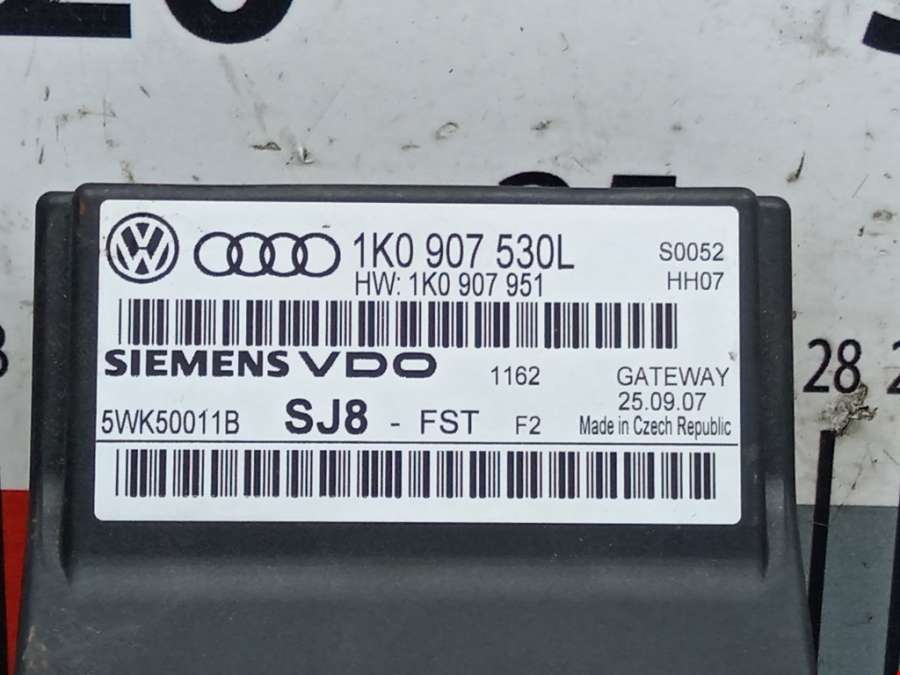 1K0 907 530L S0052
HW: 1K0 907 951 HH07
SIEMENS VDO 1162 GATEWAY
25.09.07
5WK50011B SJ8 - FST F2 Made in Czech Republic
28